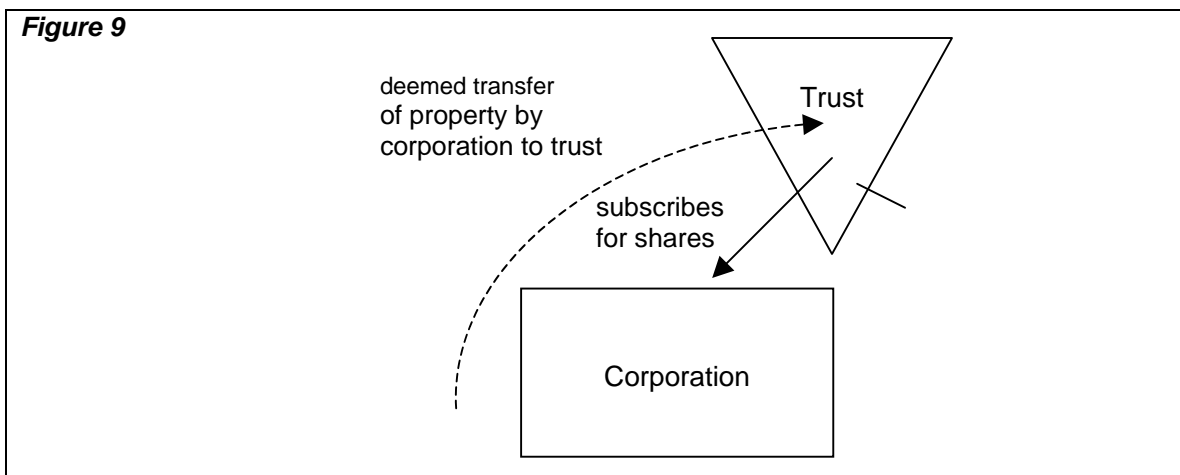 Figure 9
deemed transfer
of property by
corporation to trust
Trust
subscribes
for shares
Corporation